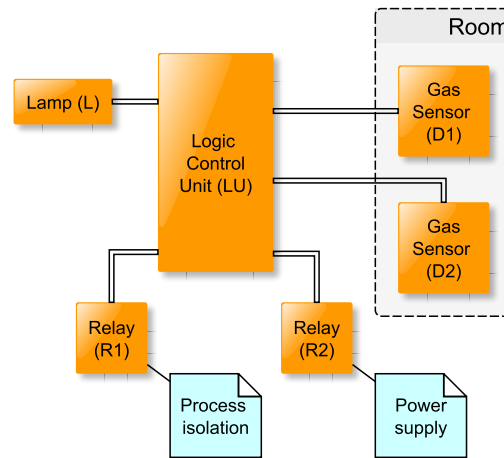 Room
Lamp (L)
Logic
Control
Unit (LU)
Gas
Sensor
(D1)
Gas
Sensor
(D2)
Relay
(R1)
Relay
(R2)
Process
isolation
Power
supply